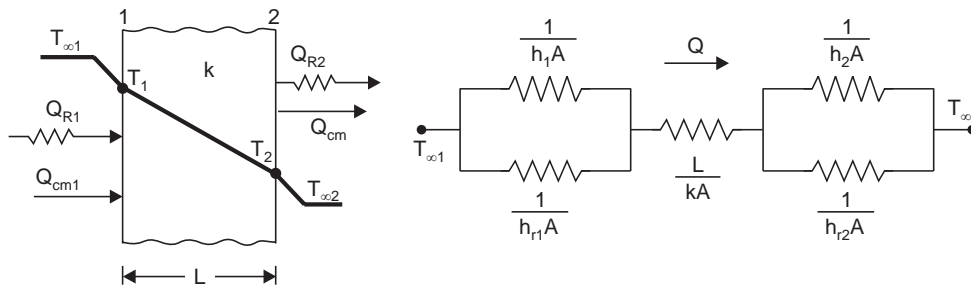 1 2
T∞1
k
T1
QR2
Qcm
QR1
Qcm1
T2
T∞2
L
1/h1A
Q
1/h2A
T∞1
T∞
L/kA
1/hr1A
1/hr2A